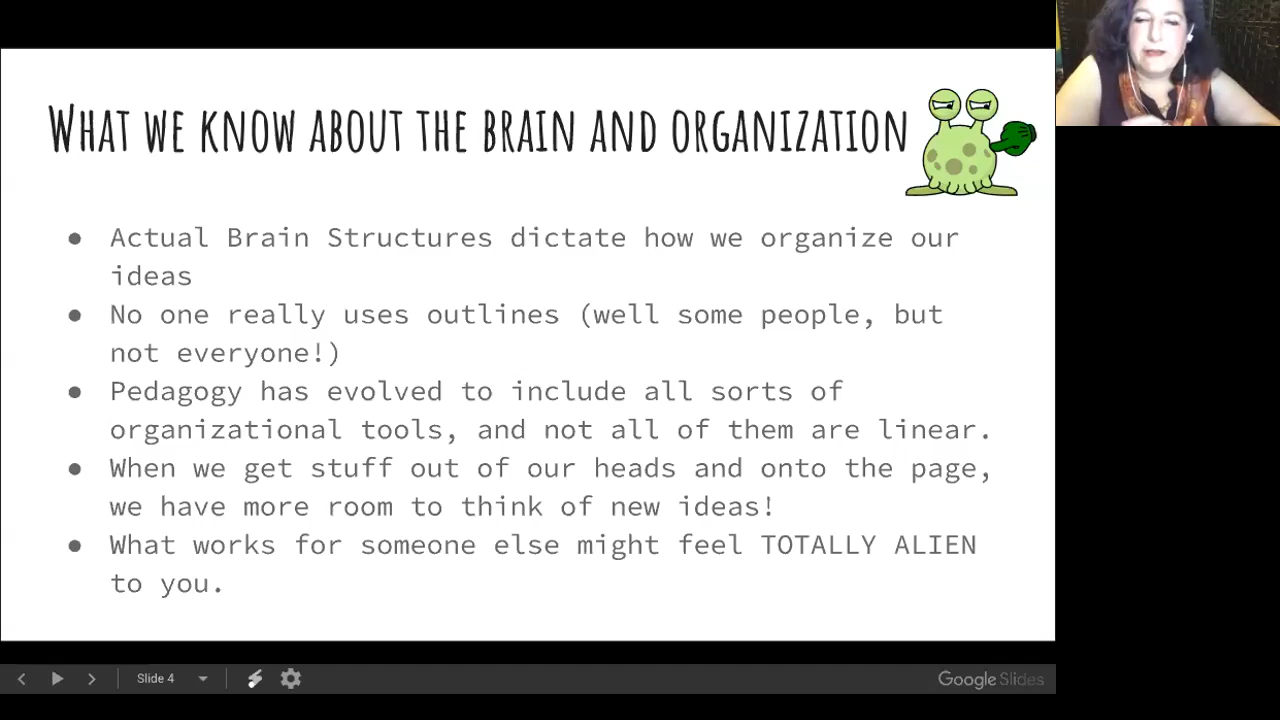 What we know about the brain and organization
● Actual Brain Structures dictate how we organize our
ideas
● No one really uses outlines (well some people, but
not everyone!)
● Pedagogy has evolved to include all sorts of
organizational tools, and not all of them are linear.
● When we get stuff out of our heads and onto the page,
we have more room to think of new ideas!
● What works for someone else might feel TOTALLY ALIEN
to you.
Slide 4
Google Slides